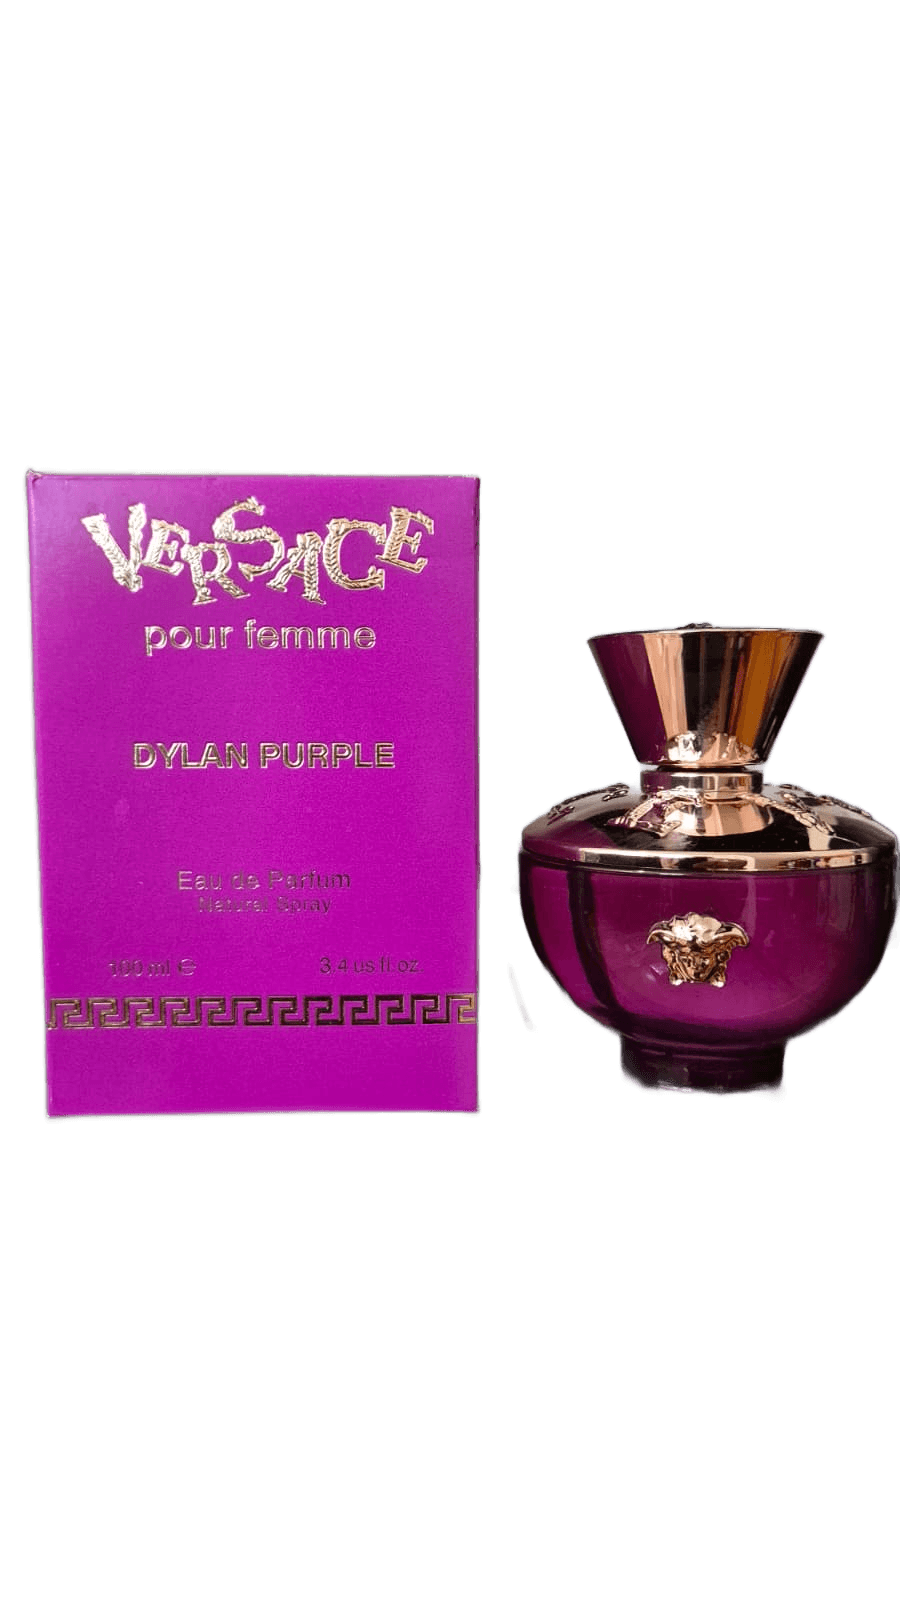 VERSACE
pour femme
DYLAN PURPLE
Eau de Parfum
Natural Spray
100 ml ℮ 3.4 us.fl.oz.